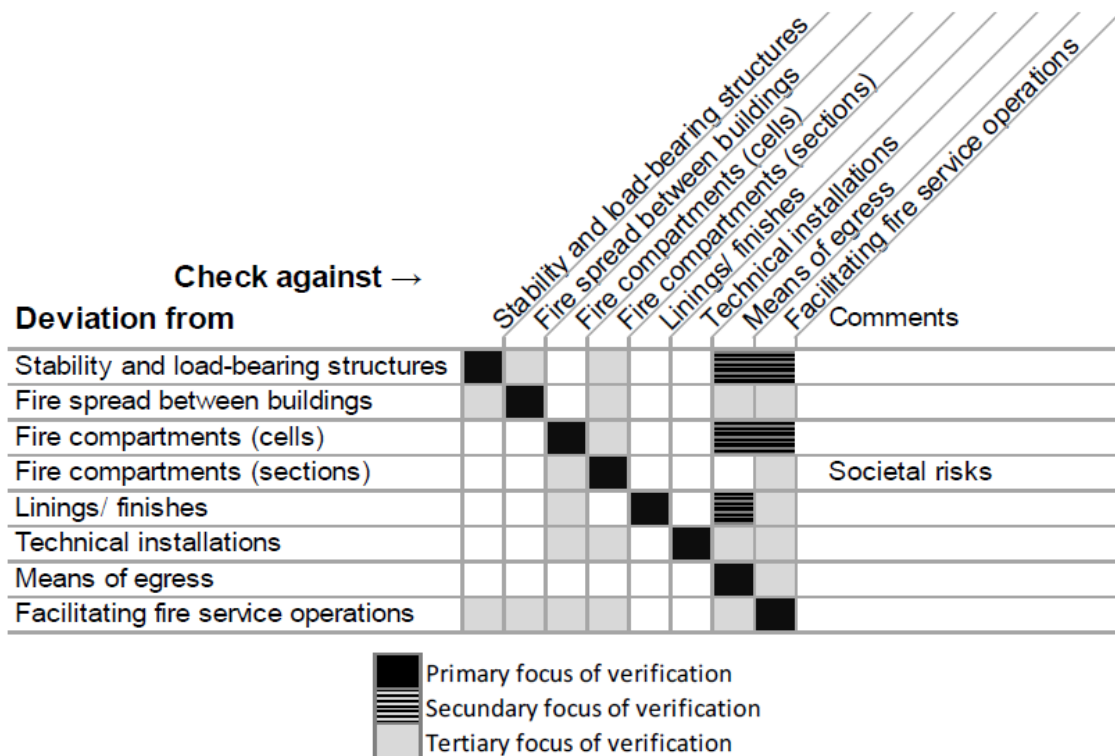 Stability and load-bearing structures
Fire spread between buildings
Fire compartments (cells)
Fire compartments (sections)
Linings/ finishes
Technical installations
Means of egress
Facilitating fire service operations
Check against →
Deviation from
Comments
Stability and load-bearing structures
Fire spread between buildings
Fire compartments (cells)
Fire compartments (sections) Societal risks
Linings/ finishes
Technical installations
Means of egress
Facilitating fire service operations
Primary focus of verification
Secundary focus of verification
Tertiary focus of verification